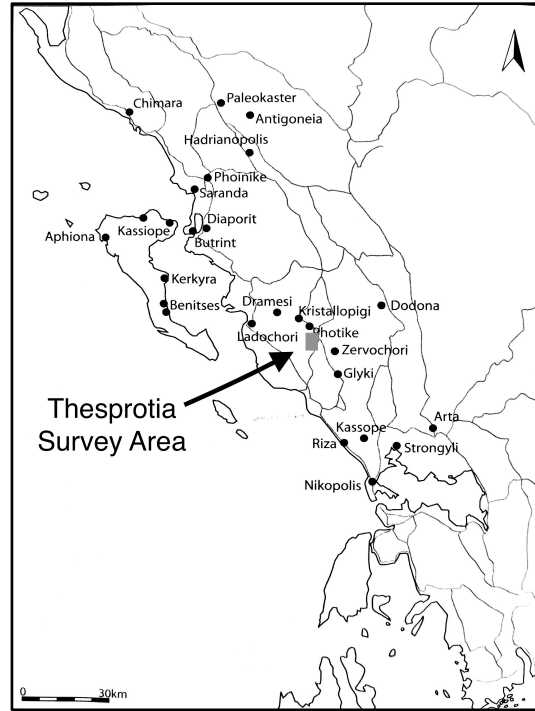 Chimara
Paleokaster
Antigoneia
Hadrianopolis
Phoinike
Saranda
Kassiope
Diaporit
Butrint
Aphiona
Kerkyra
Benitses
Dramesi
Kristallopigi
Dodona
Photike
Ladochori
Zervochori
Glyki
Thesprotia
Survey Area
Arta
Kassope
Riza
Strongyli
Nikopolis
0 30km